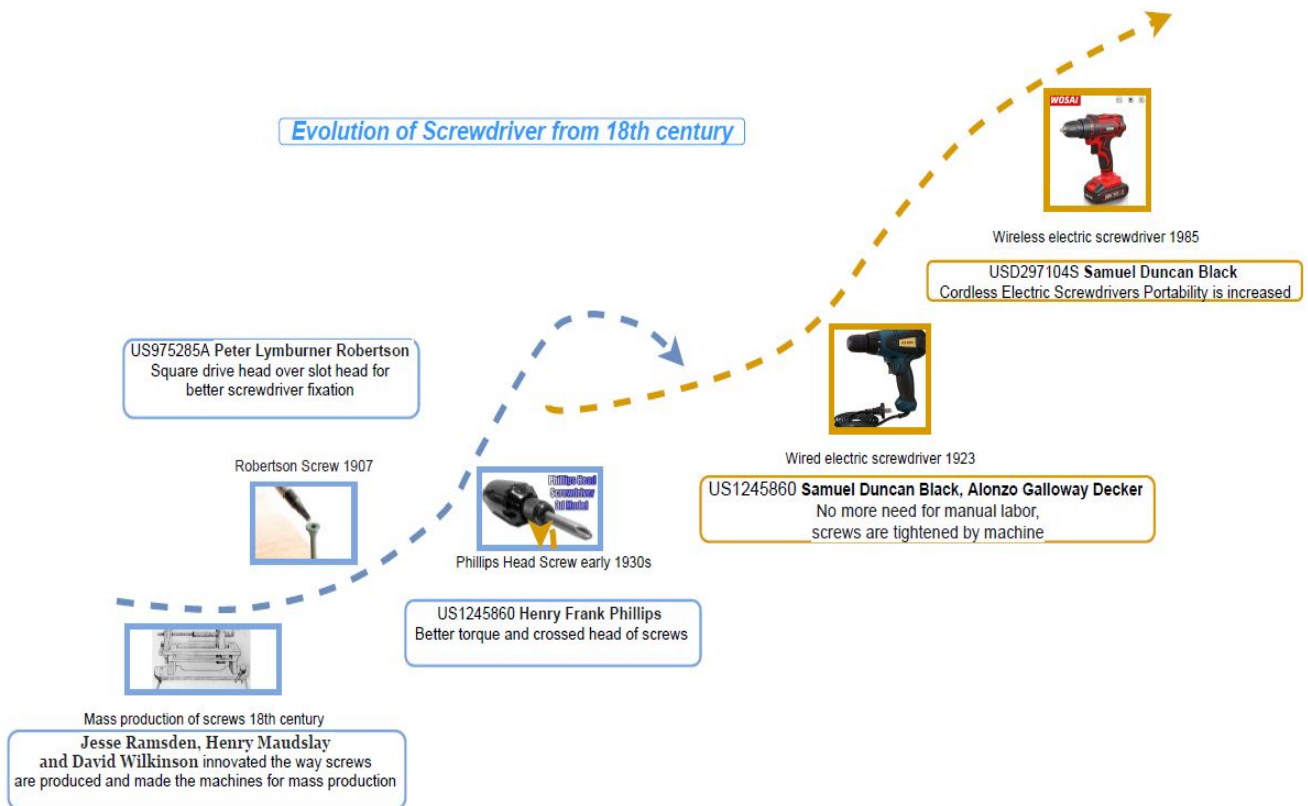 Evolution of Screwdriver from 18th century
WOSAI
Wireless electric screwdriver 1985
USD297104S Samuel Duncan Black
Cordless Electric Screwdrivers Portability is increased
US975285A Peter Lymburner Robertson
Square drive head over slot head for
better screwdriver fixation
Wired electric screwdriver 1923
US1245860 Samuel Duncan Black, Alonzo Galloway Decker
No more need for manual labor,
screws are tightened by machine
Robertson Screw 1907
Phillips Head
Screwdriver
Phillips Head Screw early 1930s
US1245860 Henry Frank Phillips
Better torque and crossed head of screws
Mass production of screws 18th century
Jesse Ramsden, Henry Maudslay
and David Wilkinson innovated the way screws
are produced and made the machines for mass production